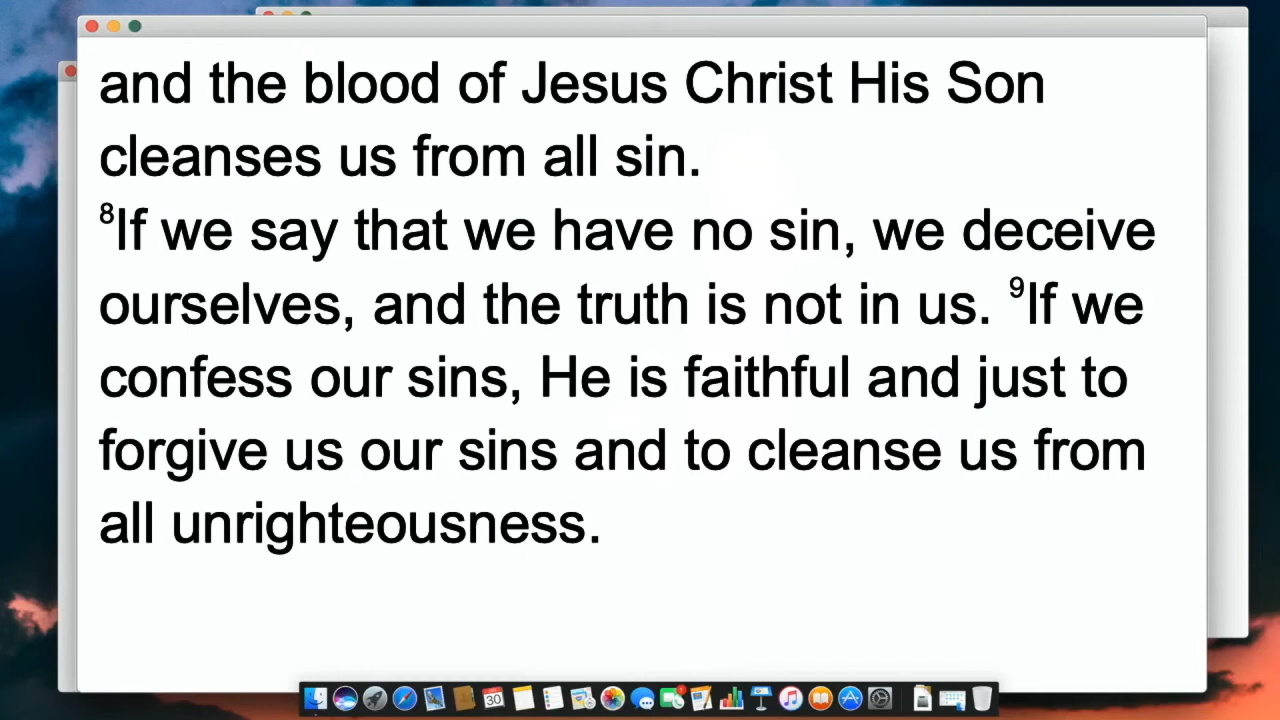 and the blood of Jesus Christ His Son
cleanses us from all sin.
⁸If we say that we have no sin, we deceive
ourselves, and the truth is not in us. ⁹If we
confess our sins, He is faithful and just to
forgive us our sins and to cleanse us from
all unrighteousness.
30